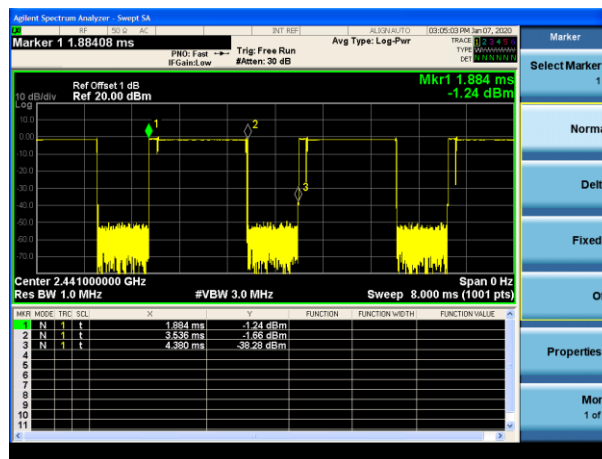 Agilent Spectrum Analyzer - Swept SA
RF 50 Ω AC INT REF ALIGN AUTO 03:05:03 PM Jan 07, 2020
Marker 1 1.88408 ms
PNO: Fast
IFGain:Low
Trig: Free Run
#Atten: 30 dB
Avg Type: Log-Pwr
TRACE 1 2 3 4 5 6
TYPE
DET N N N N N N
Ref Offset 1 dB
10 dB/div Ref 20.00 dBm
Log
Mkr1 1.884 ms
-1.24 dBm
10.0
0.00
-10.0
-20.0
-30.0
-40.0
-50.0
-60.0
-70.0
1
2
3
Center 2.441000000 GHz Span 0 Hz
Res BW 1.0 MHz #VBW 3.0 MHz Sweep 8.000 ms (1001 pts)
MKR MODE TRC SCL X Y FUNCTION FUNCTION WIDTH FUNCTION VALUE
1 N 1 t 1.884 ms -1.24 dBm
2 N 1 t 3.536 ms -1.66 dBm
3 N 1 t 4.380 ms -38.28 dBm
4
5
6
7
8
9
10
11
Marker
Select Marker
1
Norma
Delt
Fixed
O
Properties
Mor
1 of